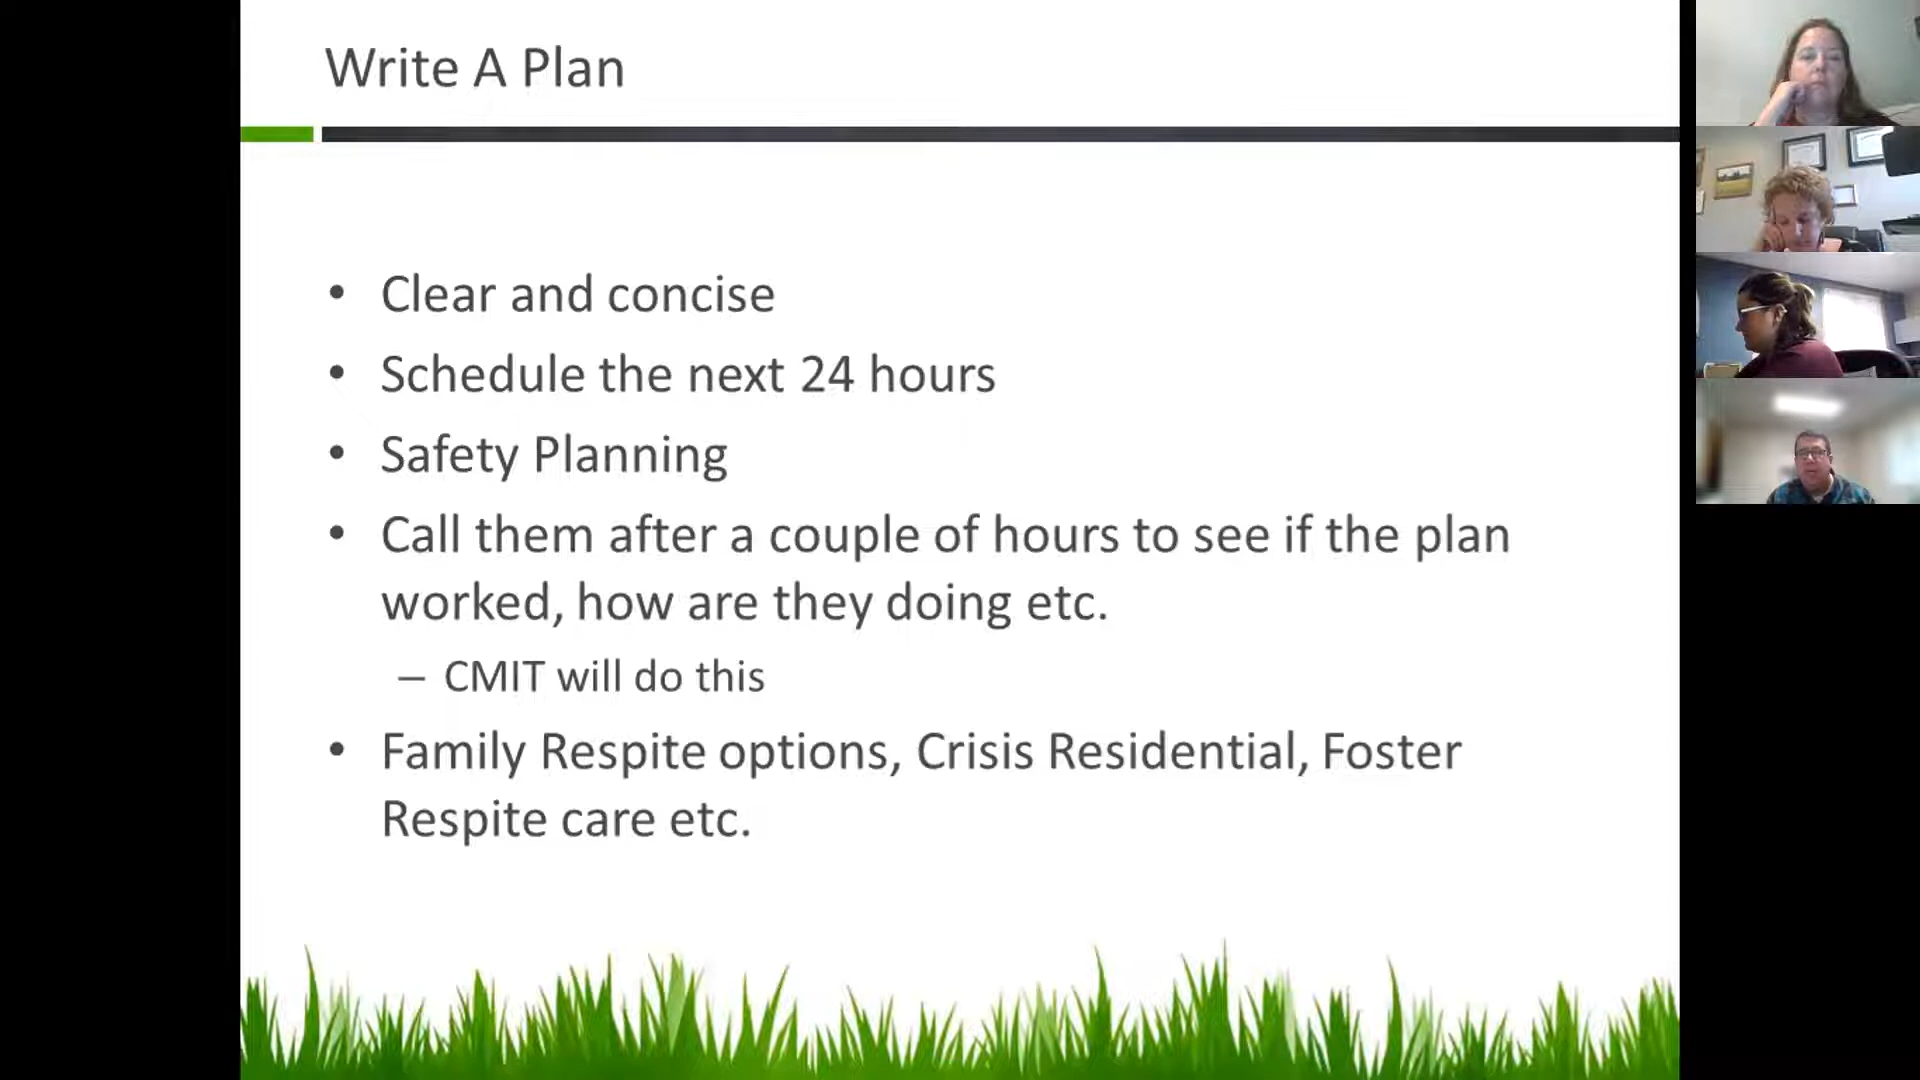 Write A Plan
• Clear and concise
• Schedule the next 24 hours
• Safety Planning
• Call them after a couple of hours to see if the plan
worked, how are they doing etc.
– CMIT will do this
• Family Respite options, Crisis Residential, Foster
Respite care etc.